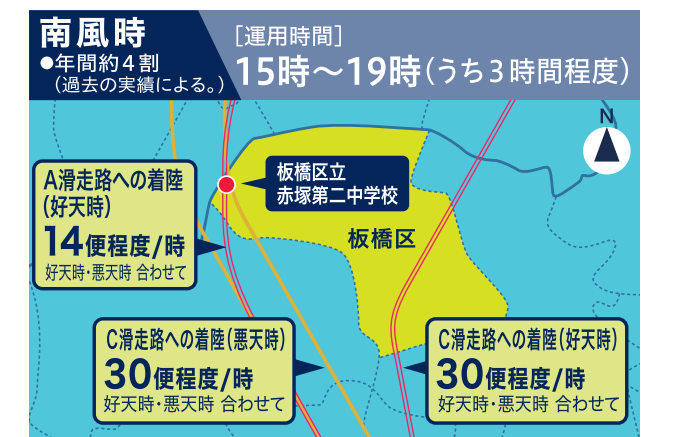 南風時
●年間約4割
(過去の実績による。)
［運用時間］
15時～19時(うち3時間程度)
N
A滑走路への着陸
(好天時)
14便程度/時
好天時・悪天時 合わせて
板橋区立
赤塚第二中学校
板橋区
C滑走路への着陸(悪天時)
30便程度/時
好天時・悪天時 合わせて
C滑走路への着陸(好天時)
30便程度/時
好天時・悪天時 合わせて